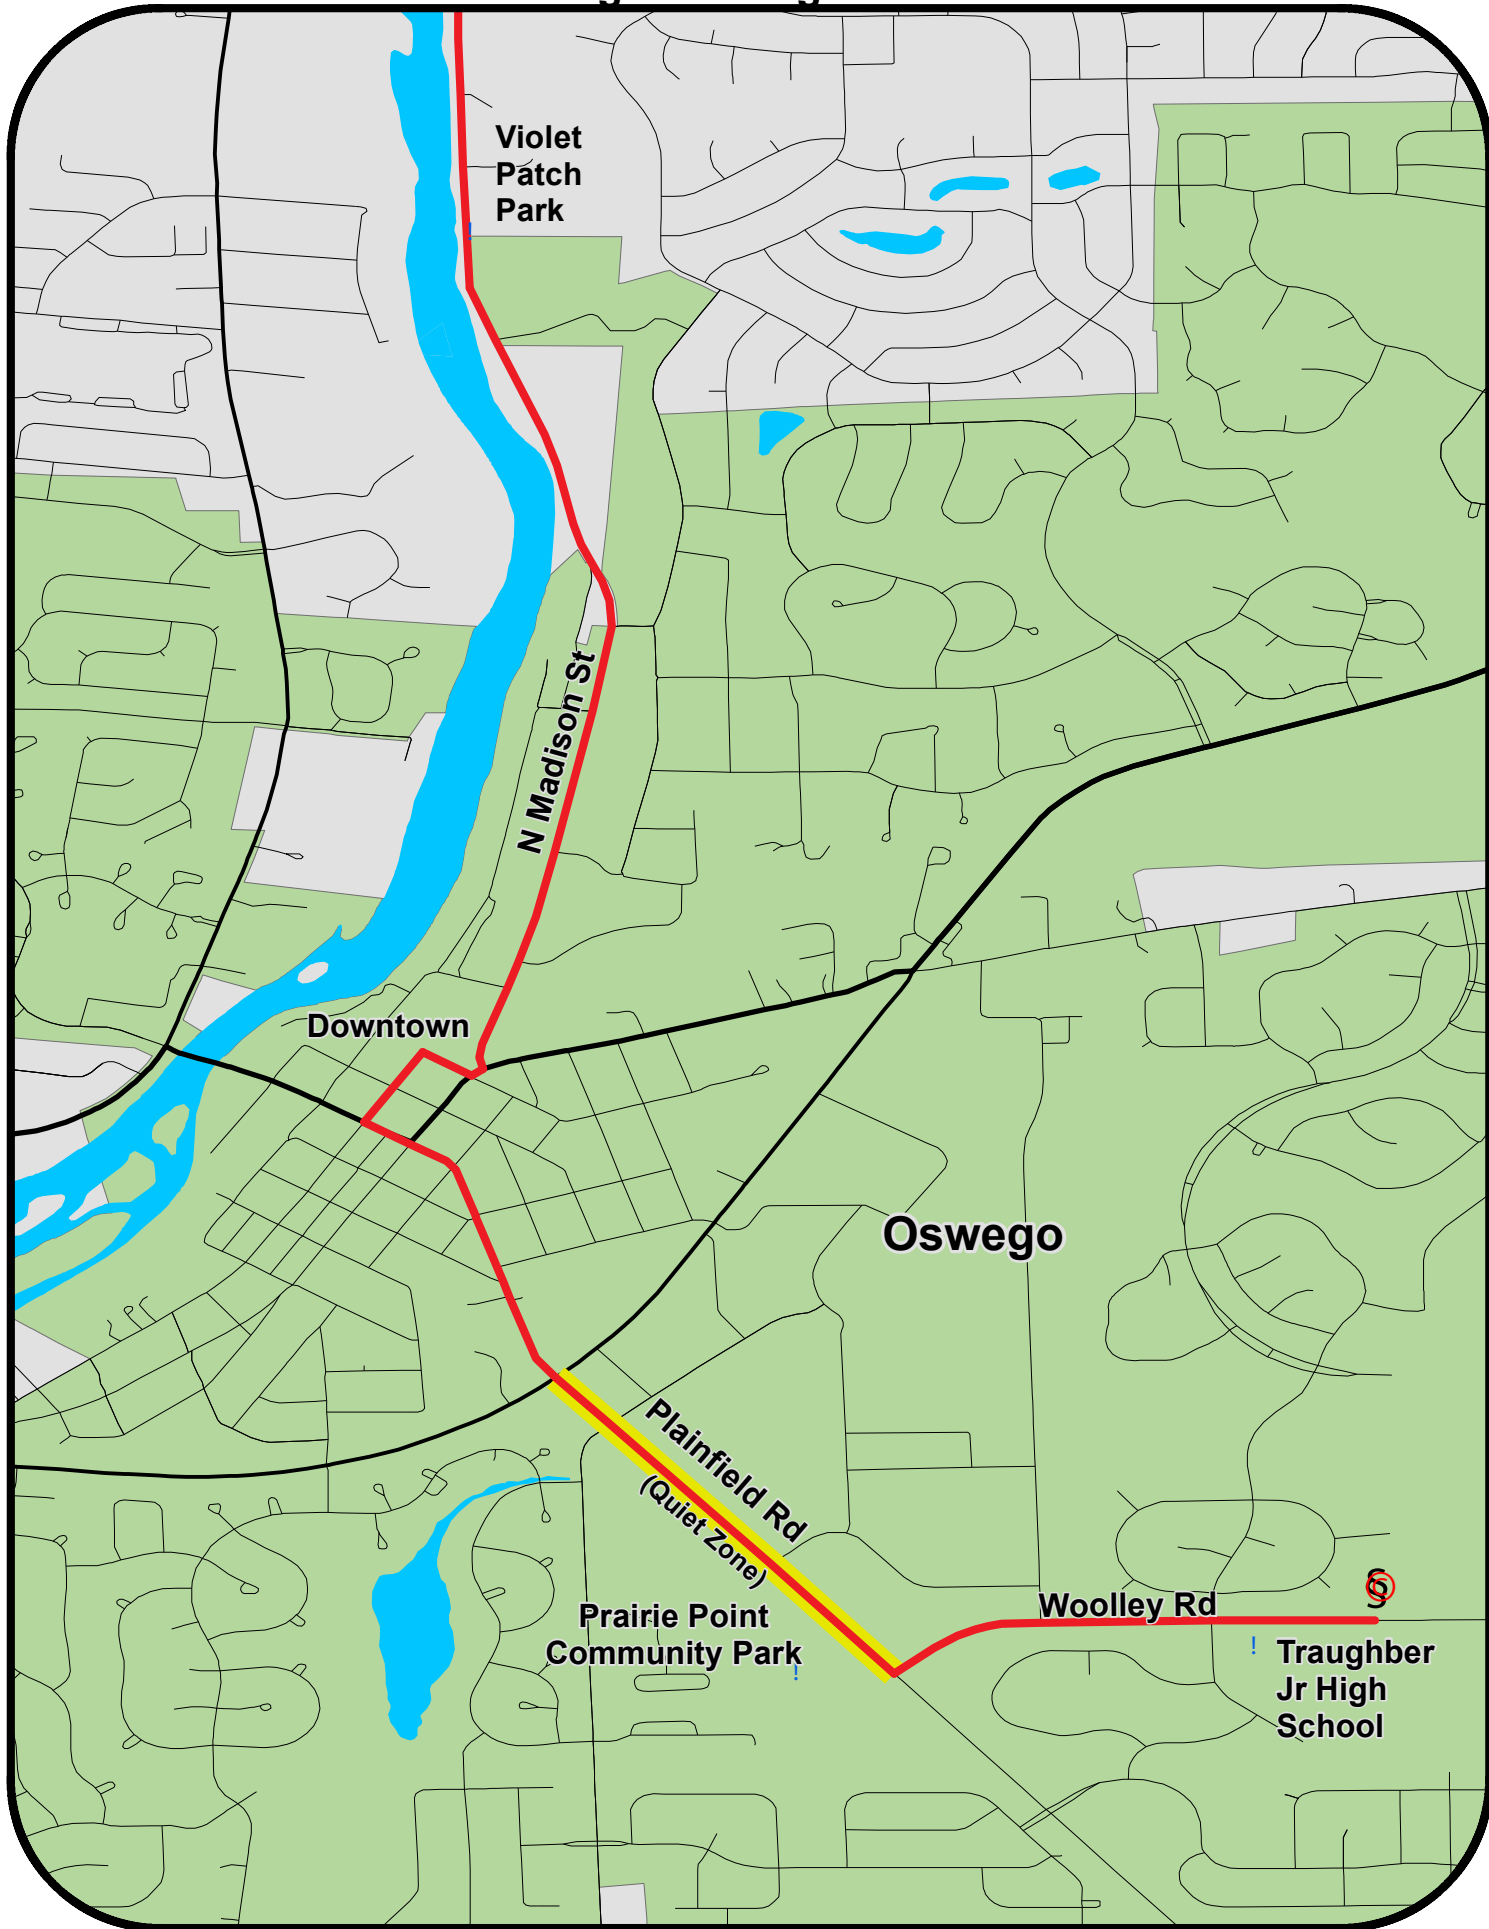 Violet
Patch
Park
N Madison St
Downtown
Oswego
Plainfield Rd
(Quiet Zone)
Woolley Rd
Prairie Point
Community Park
!
!
Traughber
Jr High
School